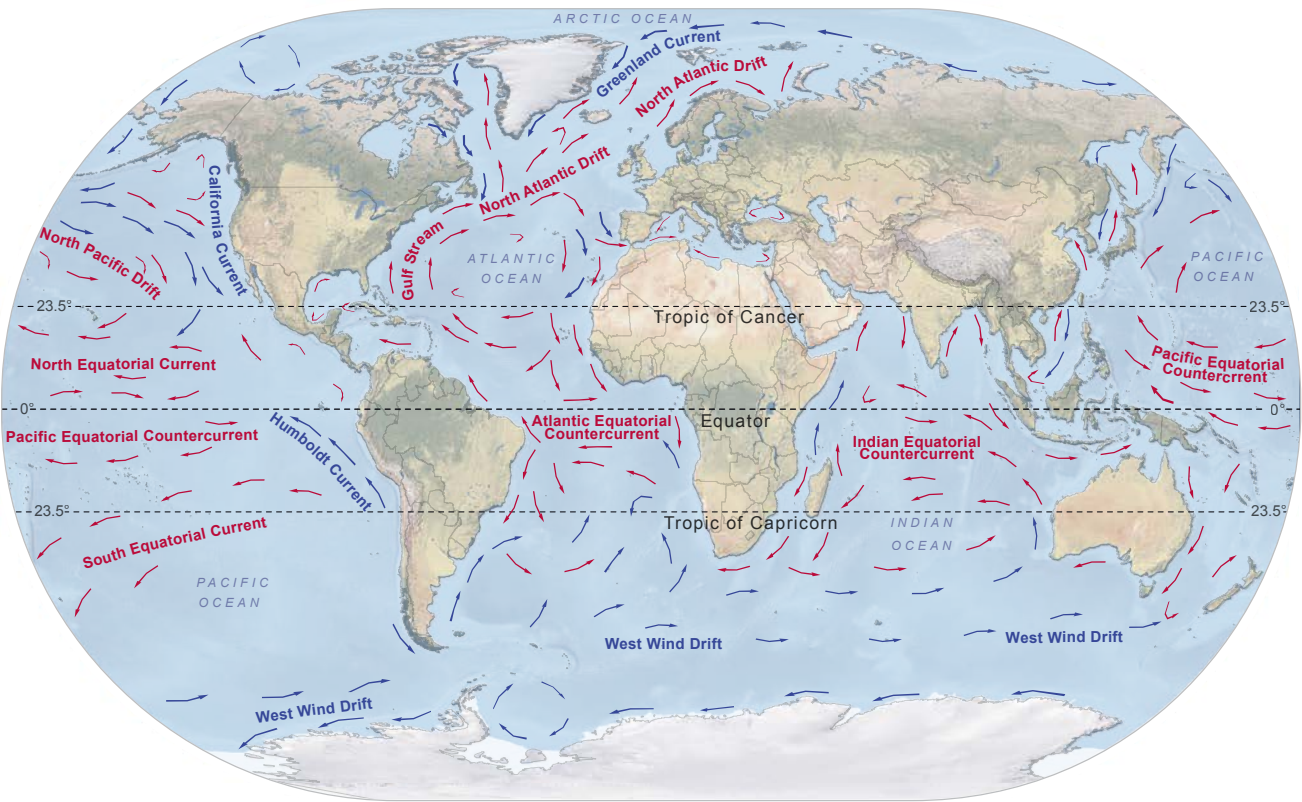 ARCTIC OCEAN
Greenland Current
North Atlantic Drift
North Atlantic Drift
California Current
Gulf Stream
North Pacific Drift
ATLANTIC
OCEAN
PACIFIC
OCEAN
23.5°
Tropic of Cancer
23.5°
North Equatorial Current
Pacific Equatorial
Countercrrent
0°
Equator
0°
Pacific Equatorial Countercurrent
Humboldt Current
Atlantic Equatorial
Countercurrent
Indian Equatorial
Countercurrent
23.5°
Tropic of Capricorn
23.5°
South Equatorial Current
INDIAN
OCEAN
PACIFIC
OCEAN
West Wind Drift
West Wind Drift
West Wind Drift